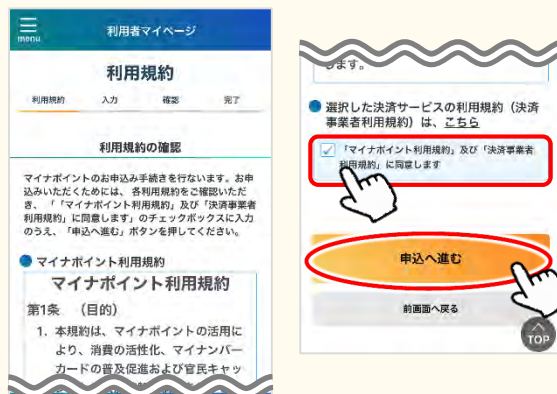 menu
利用者マイページ
利用規約
利用規約 入力 確認 完了
利用規約の確認
マイナポイントのお申込み手続きを行ないます。お申
込みいただくためには、各利用規約をご確認いただ
き、「「マイナポイント利用規約」及び「決済事業者
利用規約」に同意します」のチェックボックスに入力
のうえ、「申込へ進む」ボタンを押してください。
マイナポイント利用規約
マイナポイント利用規約
第1条 （目的）
1. 本規約は、マイナポイントの活用に
より、消費の活性化、マイナンバー
カードの普及促進および官民キャッ
します。
選択した決済サービスの利用規約（決済
事業者利用規約）は、こちら
「マイナポイント利用規約」及び「決済事業者
利用規約」に同意します
申込へ進む
前画面へ戻る
TOP